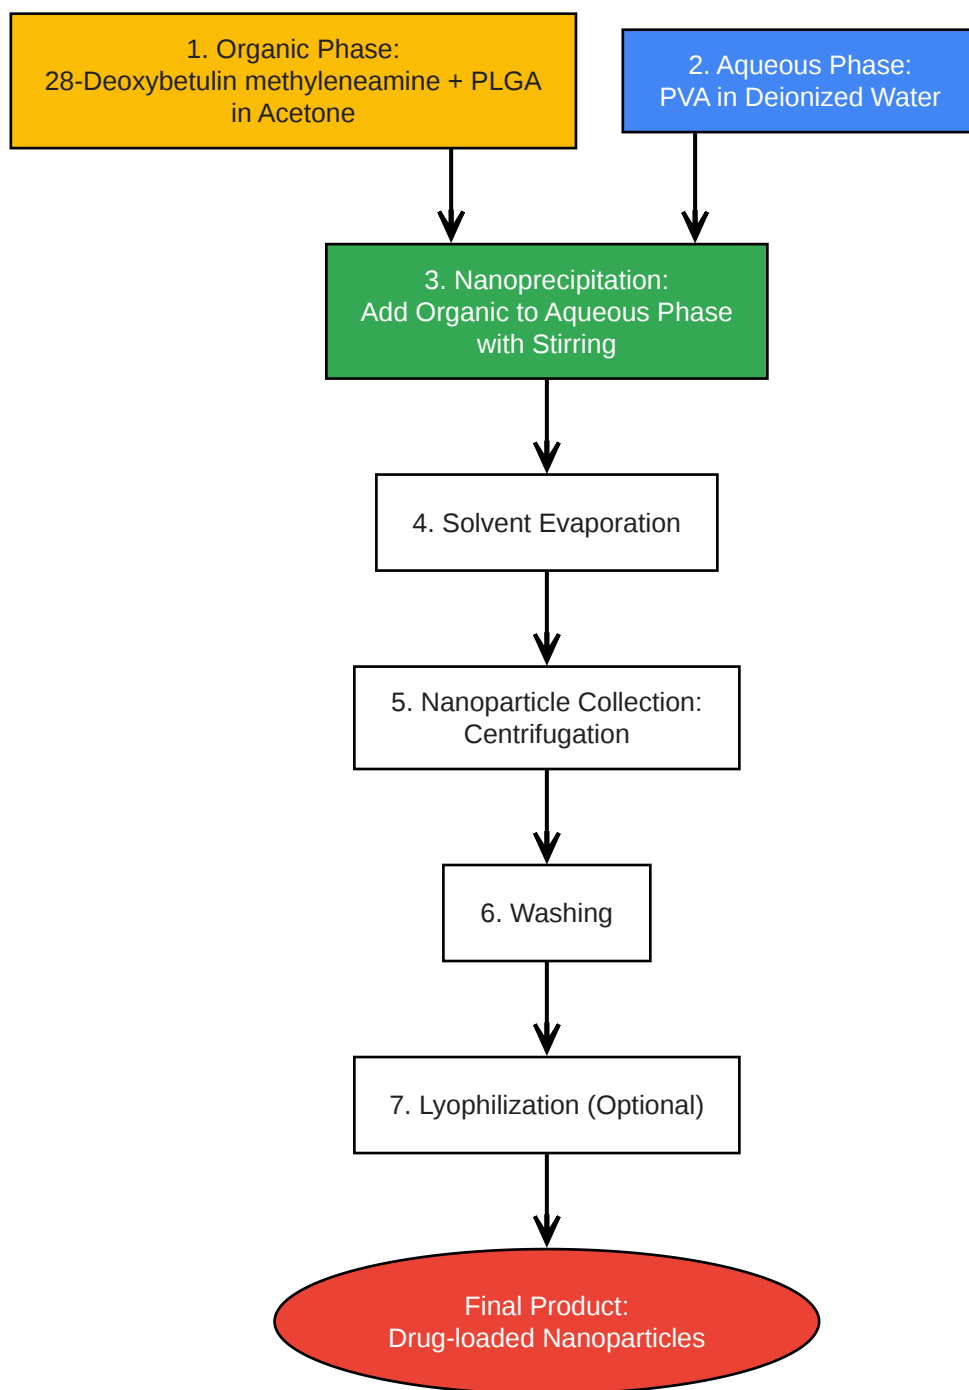 1. Organic Phase:
28-Deoxybetulin methyleneamine + PLGA
in Acetone
2. Aqueous Phase:
PVA in Deionized Water
3. Nanoprecipitation:
Add Organic to Aqueous Phase
with Stirring
4. Solvent Evaporation
5. Nanoparticle Collection:
Centrifugation
6. Washing
7. Lyophilization (Optional)
Final Product:
Drug-loaded Nanoparticles